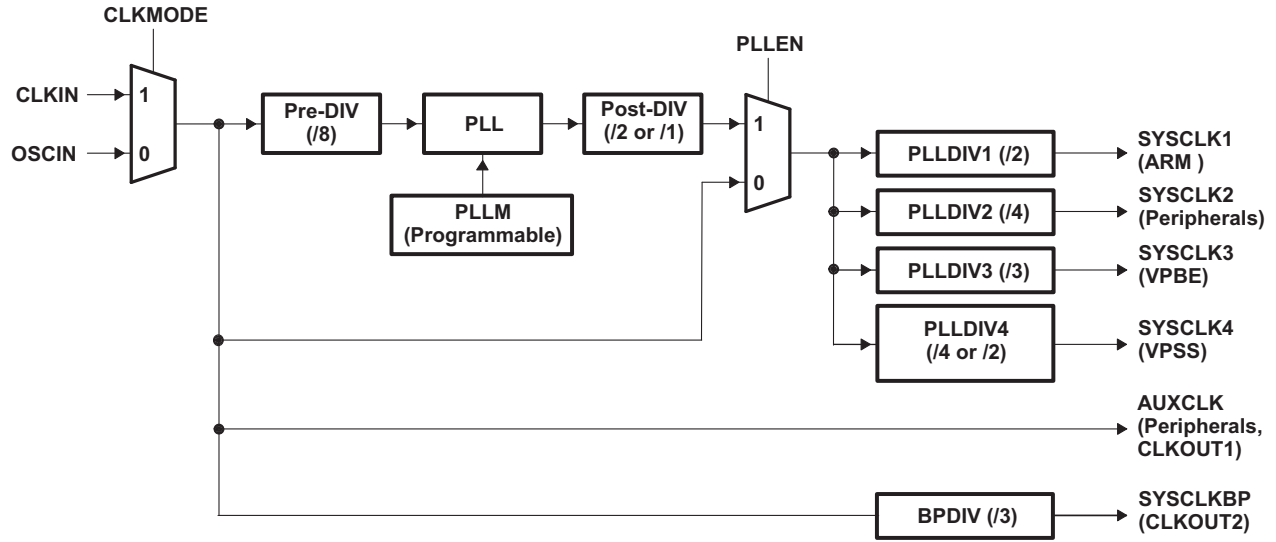 CLKMODE
PLLEN
CLKIN
1
OSCIN
0
Pre-DIV
(/8)
PLL
Post-DIV
(/2 or /1)
1
0
PLLM
(Programmable)
PLLDIV1 (/2)
SYSCLK1
(ARM )
PLLDIV2 (/4)
SYSCLK2
(Peripherals)
PLLDIV3 (/3)
SYSCLK3
(VPBE)
PLLDIV4
(/4 or /2)
SYSCLK4
(VPSS)
AUXCLK
(Peripherals,
CLKOUT1)
BPDIV (/3)
SYSCLKBP
(CLKOUT2)